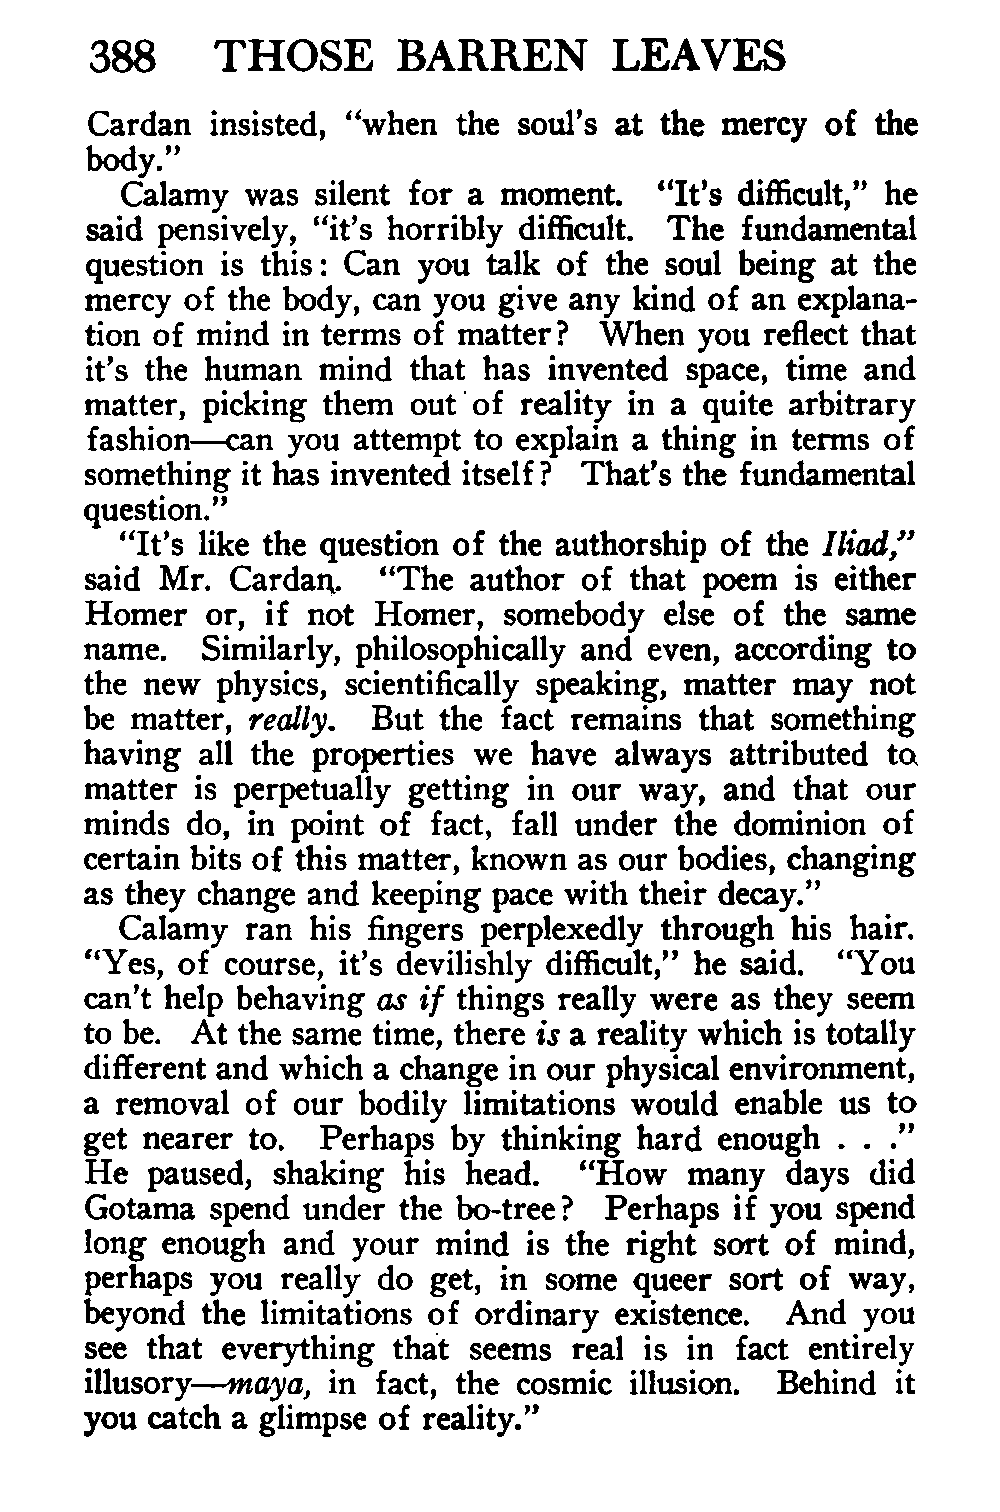 388 THOSE BARREN LEAVES
Cardan insisted, “when the soul’s at the mercy of the
body.”
Calamy was silent for a moment. “It’s difficult,” he
said pensively, “it’s horribly difficult. The fundamental
question is this: Can you talk of the soul being at the
mercy of the body, can you give any kind of an explana-
tion of mind in terms of matter? When you reflect that
it’s the human mind that has invented space, time and
matter, picking them out of reality in a quite arbitrary
fashion—can you attempt to explain a thing in terms of
something it has invented itself? That’s the fundamental
question.”
“It’s like the question of the authorship of the Iliad,”
said Mr. Cardan. “The author of that poem is either
Homer or, if not Homer, somebody else of the same
name. Similarly, philosophically and even, according to
the new physics, scientifically speaking, matter may not
be matter, really. But the fact remains that something
having all the properties we have always attributed to
matter is perpetually getting in our way, and that our
minds do, in point of fact, fall under the dominion of
certain bits of this matter, known as our bodies, changing
as they change and keeping pace with their decay.”
Calamy ran his fingers perplexedly through his hair.
“Yes, of course, it’s devilishly difficult,” he said. “You
can’t help behaving as if things really were as they seem
to be. At the same time, there is a reality which is totally
different and which a change in our physical environment,
a removal of our bodily limitations would enable us to
get nearer to. Perhaps by thinking hard enough . . .”
He paused, shaking his head. “How many days did
Gotama spend under the bo-tree? Perhaps if you spend
long enough and your mind is the right sort of mind,
perhaps you really do get, in some queer sort of way,
beyond the limitations of ordinary existence. And you
see that everything that seems real is in fact entirely
illusory—maya, in fact, the cosmic illusion. Behind it
you catch a glimpse of reality.”